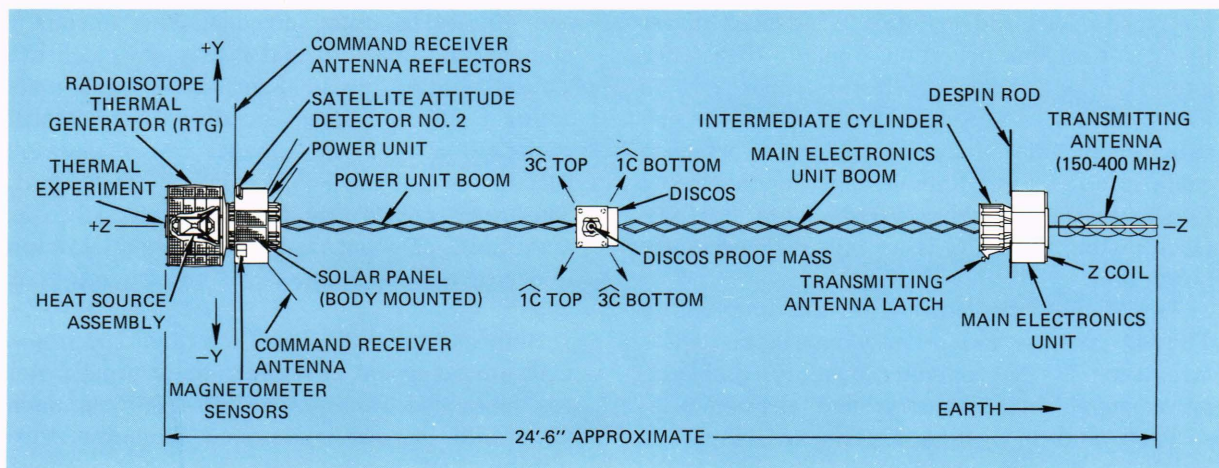 +Y
COMMAND RECEIVER
ANTENNA REFLECTORS
RADIOISOTOPE
THERMAL
GENERATOR (RTG)
SATELLITE ATTITUDE
DETECTOR NO. 2
POWER UNIT
THERMAL
EXPERIMENT
POWER UNIT BOOM
3C TOP
1C BOTTOM
DISCOS
MAIN ELECTRONICS
UNIT BOOM
INTERMEDIATE CYLINDER
DESPIN ROD
TRANSMITTING
ANTENNA
(150-400 MHz)
+Z
−Z
DISCOS PROOF MASS
HEAT SOURCE
ASSEMBLY
SOLAR PANEL
(BODY MOUNTED)
1C TOP
3C BOTTOM
TRANSMITTING
ANTENNA LATCH
Z COIL
MAIN ELECTRONICS
UNIT
−Y
COMMAND RECEIVER
ANTENNA
MAGNETOMETER
SENSORS
EARTH
24'-6" APPROXIMATE